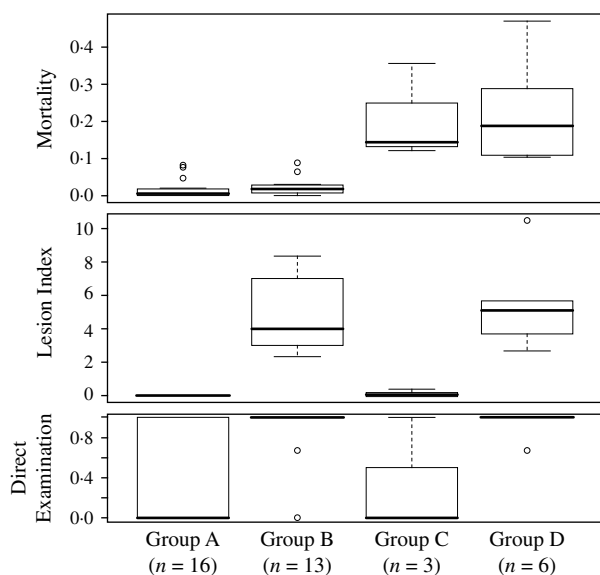 Mortality
0·4
0·3
0·2
0·1
0·0
Lesion Index
10
8
6
4
2
0
Direct
Examination
0·8
0·4
0·0
Group A
(n = 16)
Group B
(n = 13)
Group C
(n = 3)
Group D
(n = 6)